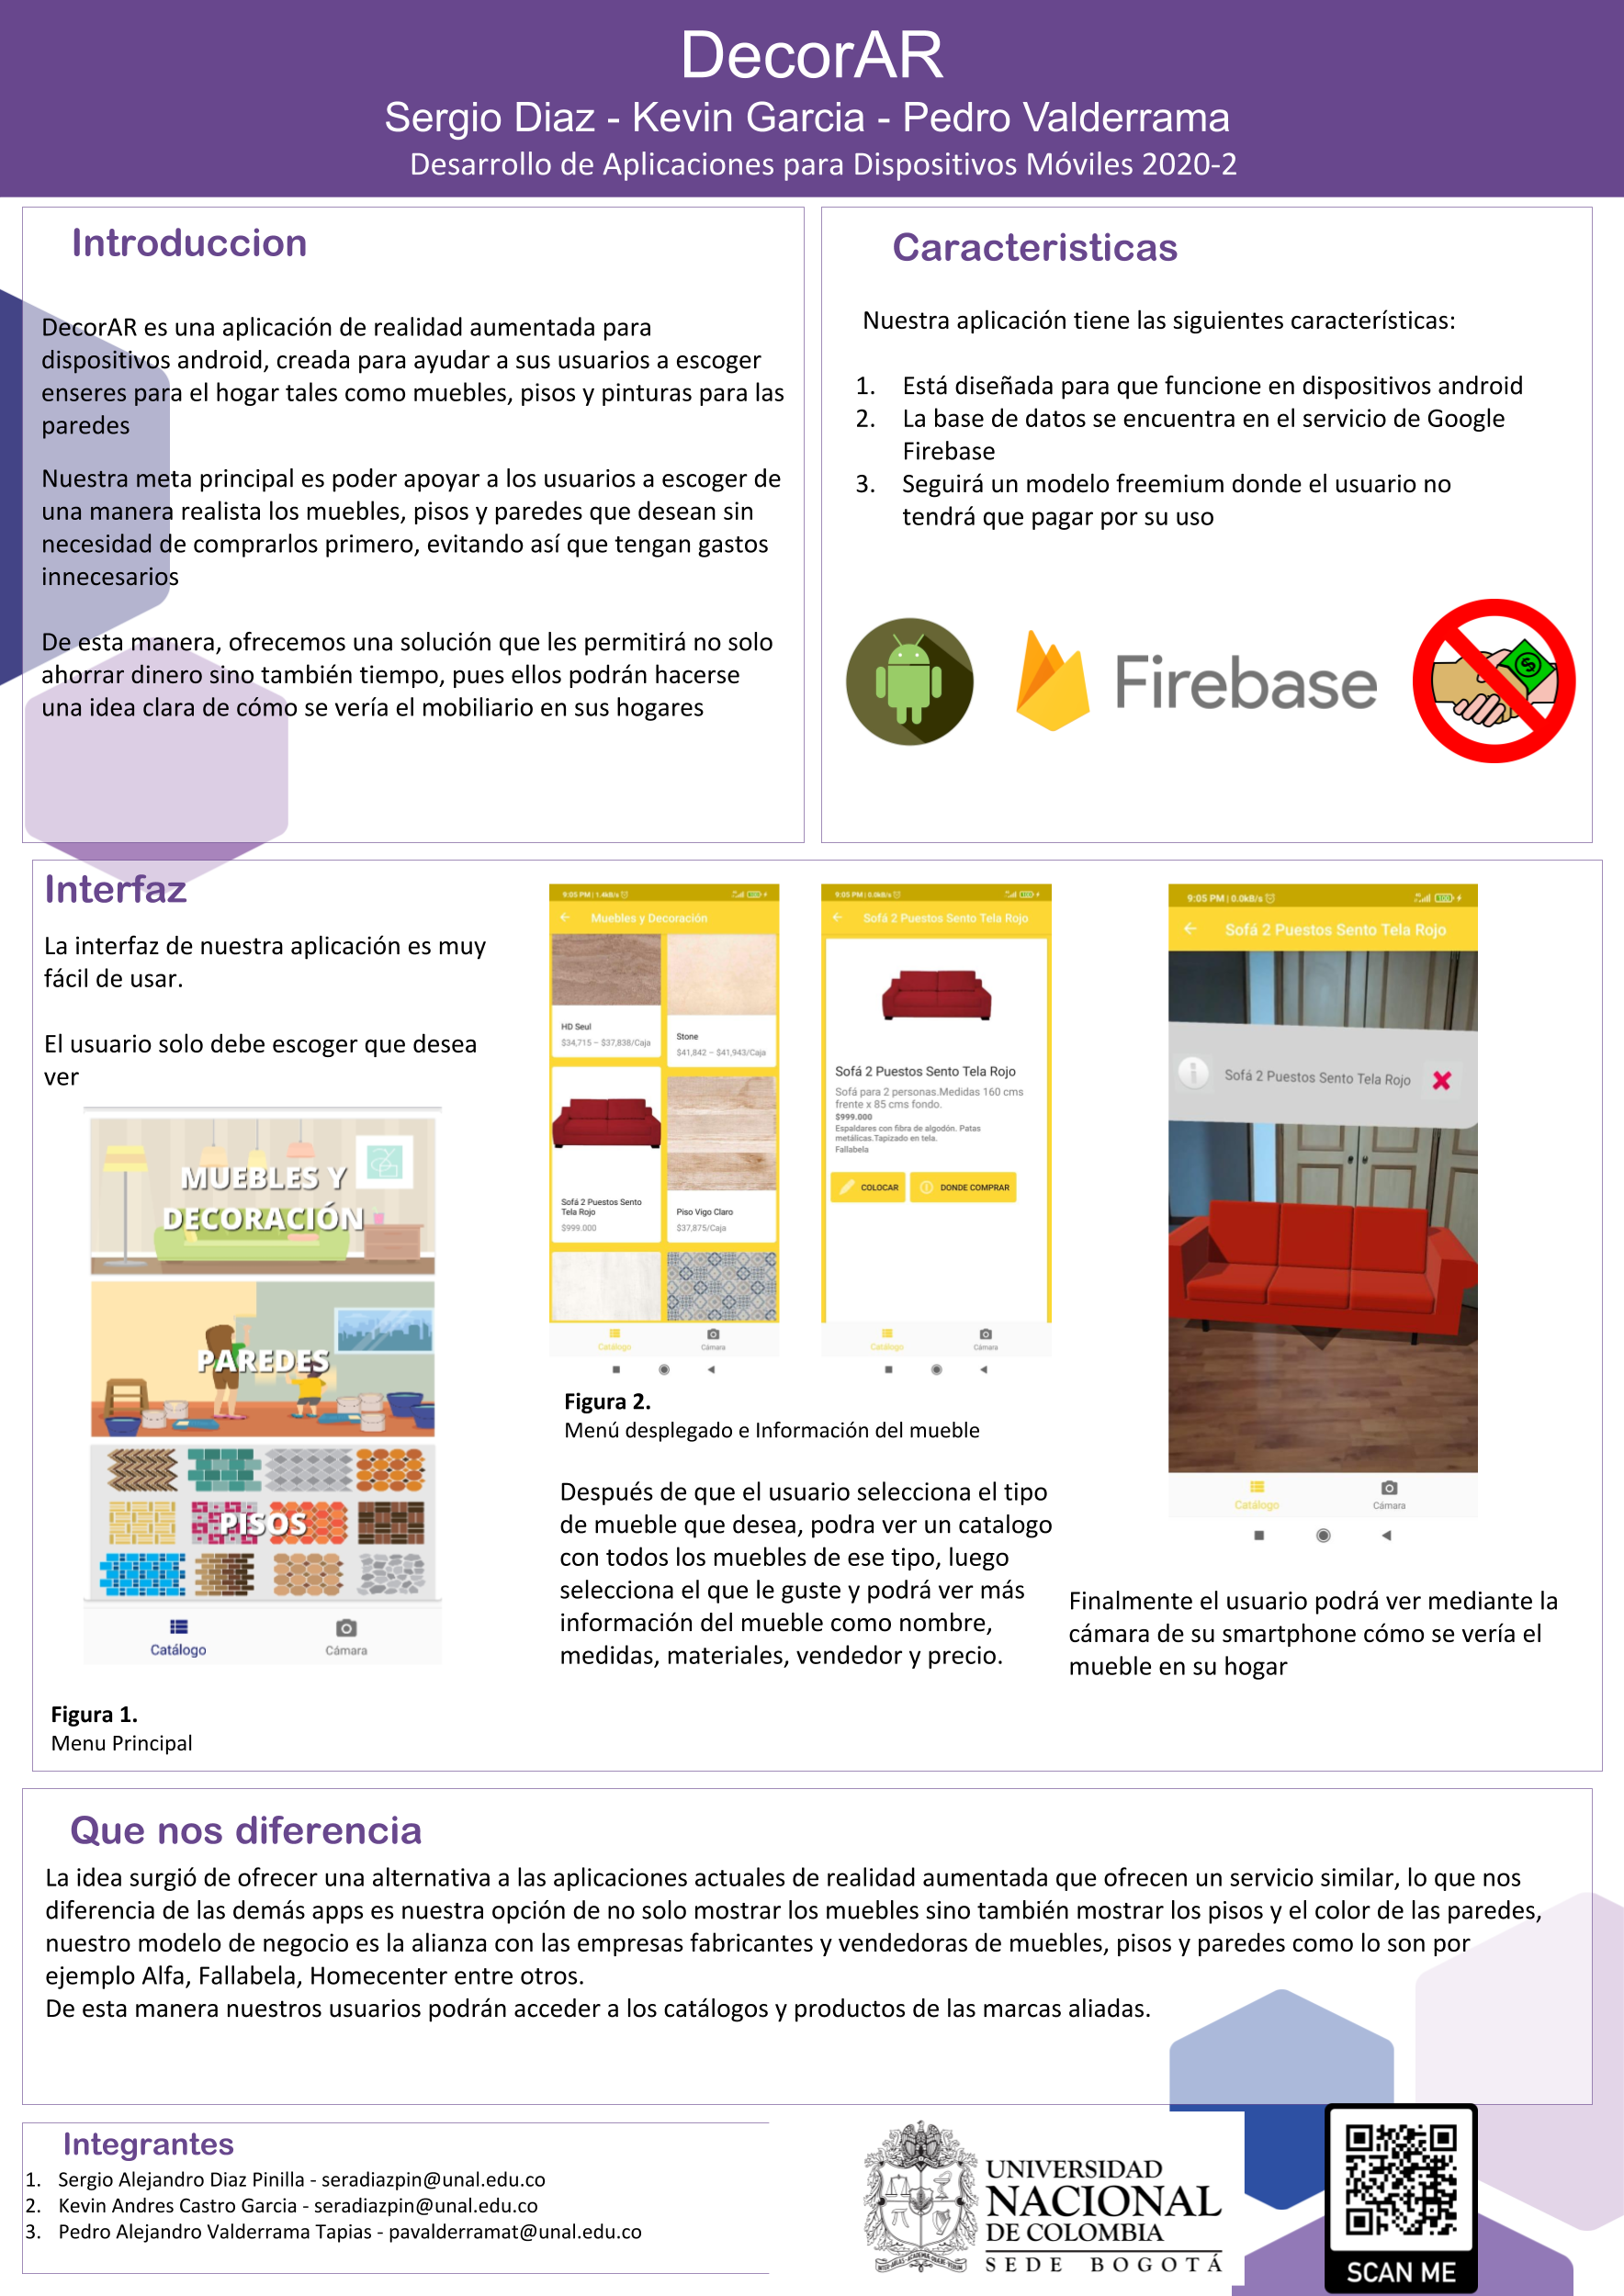 DecorAR
Sergio Diaz - Kevin Garcia - Pedro Valderrama
Desarrollo de Aplicaciones para Dispositivos Móviles 2020-2
Introduccion
DecorAR es una aplicación de realidad aumentada para
dispositivos android, creada para ayudar a sus usuarios a escoger
enseres para el hogar tales como muebles, pisos y pinturas para las
paredes
Nuestra meta principal es poder apoyar a los usuarios a escoger de
una manera realista los muebles, pisos y paredes que desean sin
necesidad de comprarlos primero, evitando así que tengan gastos
innecesarios
De esta manera, ofrecemos una solución que les permitirá no solo
ahorrar dinero sino también tiempo, pues ellos podrán hacerse
una idea clara de cómo se vería el mobiliario en sus hogares
Caracteristicas
Nuestra aplicación tiene las siguientes características:
1. Está diseñada para que funcione en dispositivos android
2. La base de datos se encuentra en el servicio de Google
Firebase
3. Seguirá un modelo freemium donde el usuario no
tendrá que pagar por su uso
Firebase
$
Interfaz
La interfaz de nuestra aplicación es muy
fácil de usar.
El usuario solo debe escoger que desea
ver
MUEBLES Y
DECORACIÓN
PAREDES
PISOS
Catálogo
Cámara
Figura 1.
Menu Principal
9:05 PM | 1.4kB/s
100
Muebles y Decoración
HD Seul
$34,715 – $37,838/Caja
Stone
$41,842 – $41,943/Caja
Sofá 2 Puestos Sento
Tela Rojo
$999.000
Piso Vigo Claro
$37,875/Caja
Catálogo
Cámara
9:05 PM | 0.0kB/s
100
Sofá 2 Puestos Sento Tela Rojo
Sofá 2 Puestos Sento Tela Rojo
Sofá para 2 personas.Medidas 160 cms
frente x 85 cms fondo.
$999.000
Espaldares con fibra de algodón. Patas
metálicas.Tapizado en tela.
Fallabela
COLOCAR
DONDE COMPRAR
Catálogo
Cámara
Figura 2.
Menú desplegado e Información del mueble
Después de que el usuario selecciona el tipo
de mueble que desea, podra ver un catalogo
con todos los muebles de ese tipo, luego
selecciona el que le guste y podrá ver más
información del mueble como nombre,
medidas, materiales, vendedor y precio.
9:05 PM | 0.0kB/s
100
Sofá 2 Puestos Sento Tela Rojo
Sofá 2 Puestos Sento Tela Rojo
Catálogo
Cámara
Finalmente el usuario podrá ver mediante la
cámara de su smartphone cómo se vería el
mueble en su hogar
Que nos diferencia
La idea surgió de ofrecer una alternativa a las aplicaciones actuales de realidad aumentada que ofrecen un servicio similar, lo que nos
diferencia de las demás apps es nuestra opción de no solo mostrar los muebles sino también mostrar los pisos y el color de las paredes,
nuestro modelo de negocio es la alianza con las empresas fabricantes y vendedoras de muebles, pisos y paredes como lo son por
ejemplo Alfa, Fallabela, Homecenter entre otros.
De esta manera nuestros usuarios podrán acceder a los catálogos y productos de las marcas aliadas.
Integrantes
1. Sergio Alejandro Diaz Pinilla - seradiazpin@unal.edu.co
2. Kevin Andres Castro Garcia - seradiazpin@unal.edu.co
3. Pedro Alejandro Valderrama Tapias - pavalderramat@unal.edu.co
UNIVERSIDAD
NACIONAL
DE COLOMBIA
SEDE BOGOTÁ
SCAN ME